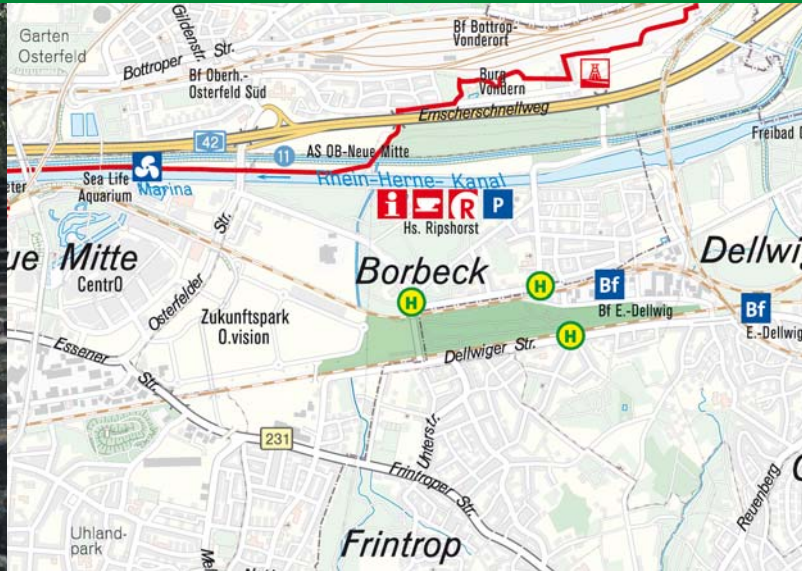 Garten
Osterfeld
Gildenstr.
Bottroper Str.
Bf Oberh.-
Osterfeld Süd
Bf Bottrop-
Vonderort
Burg
Vondern
Emscherschnellweg
42
11
AS OB-Neue Mitte
Freibad
Sea Life
Aquarium
Marina
Rhein-Herne-Kanal
i
R
P
Hs. Ripshorst
ue Mitte
CentrO
Osterfelder Str.
Borbeck
Dellwi
H
H
Bf
Bf E.-Dellwig
Bf
E.-Dellwig
Zukunftspark
O.vision
H
Dellwiger Str.
Essener Str.
231
Unterstr.
Frintroper Str.
Reuenberg
Uhland-
park
Frintrop